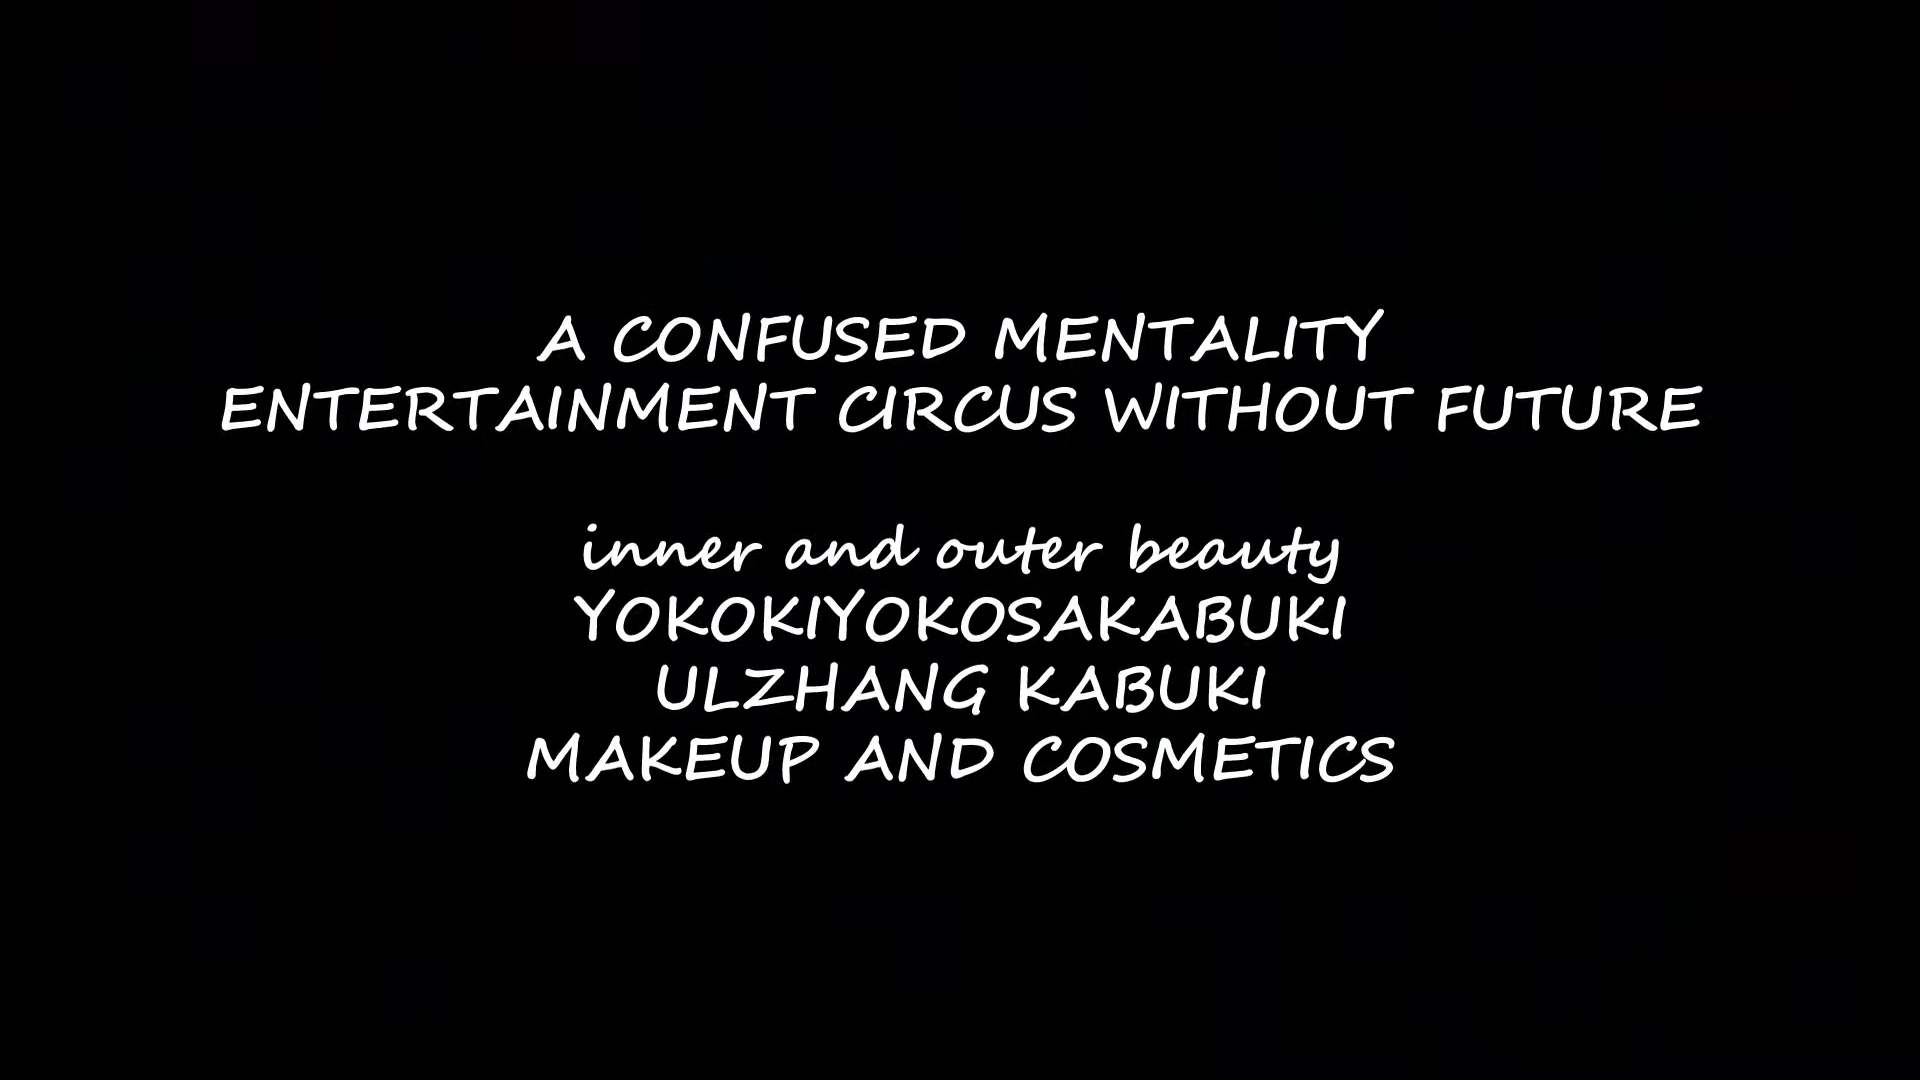 A CONFUSED MENTALITY
ENTERTAINMENT CIRCUS WITHOUT FUTURE
inner and outer beauty
YOKOKIYOKOSAKABUKI
ULZHANG KABUKI
MAKEUP AND COSMETICS